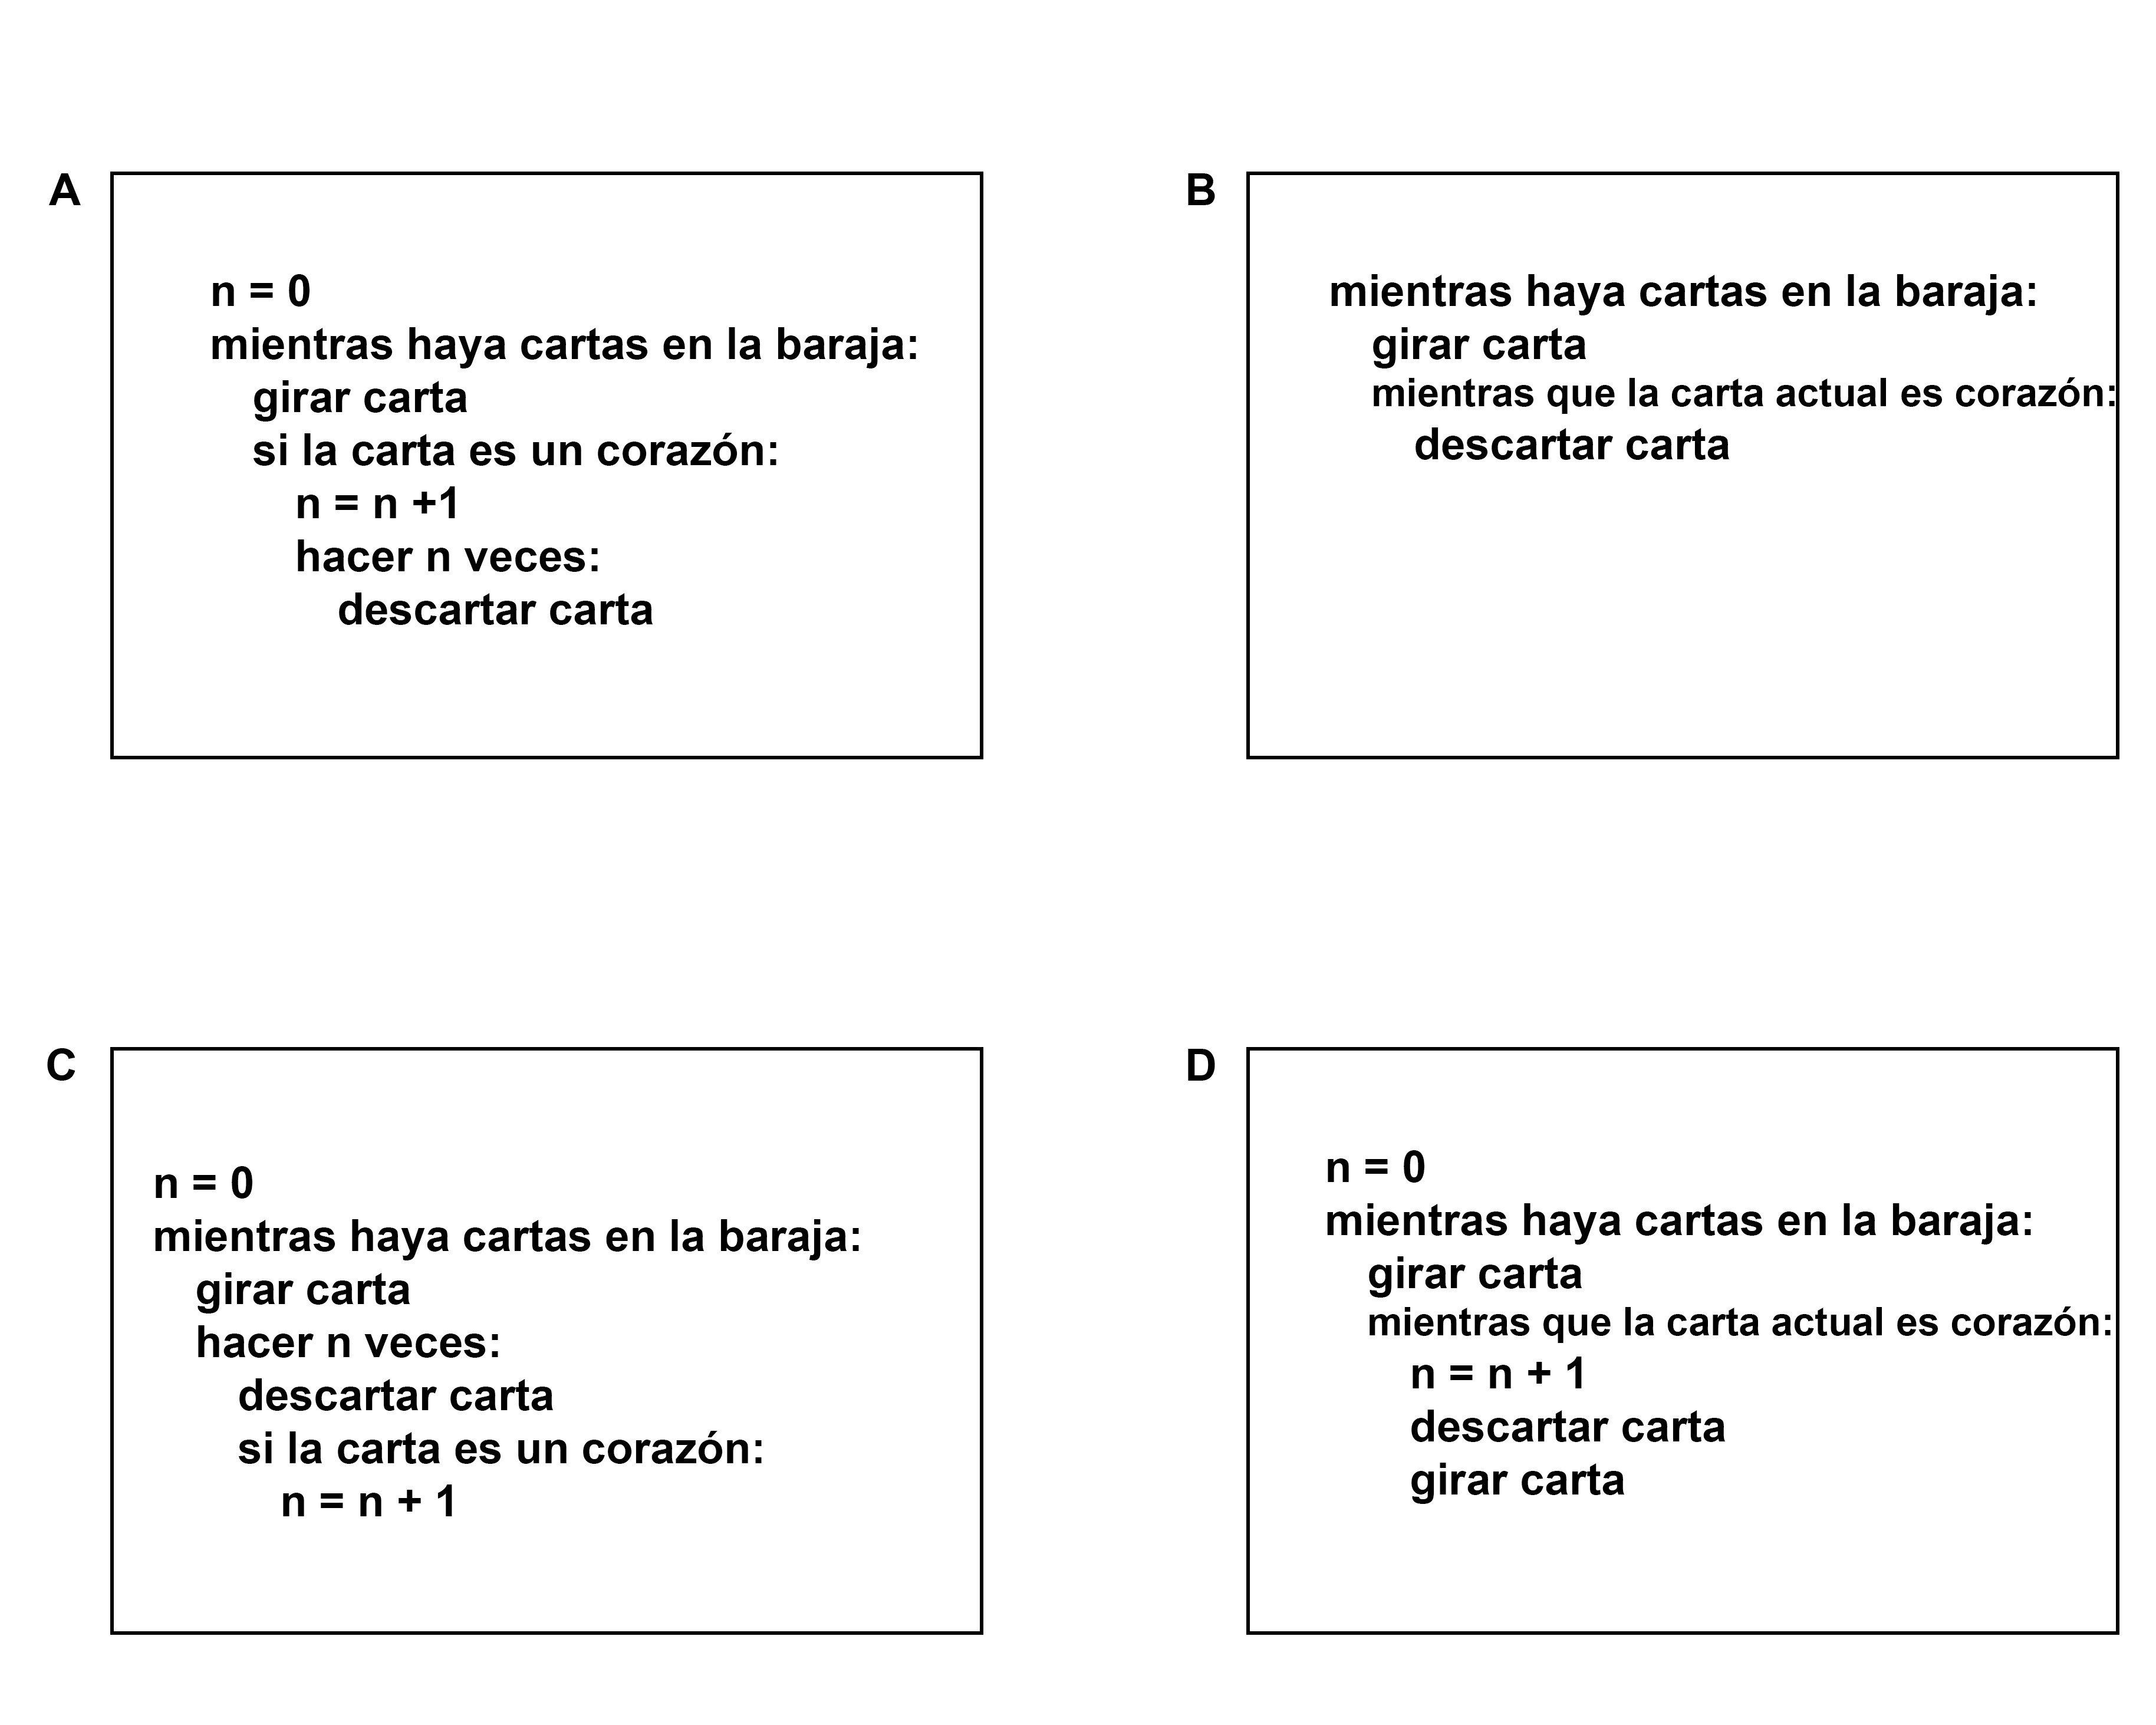 A
n = 0
mientras haya cartas en la baraja:
girar carta
si la carta es un corazón:
n = n +1
hacer n veces:
descartar carta
B
mientras haya cartas en la baraja:
girar carta
mientras que la carta actual es corazón:
descartar carta
C
n = 0
mientras haya cartas en la baraja:
girar carta
hacer n veces:
descartar carta
si la carta es un corazón:
n = n + 1
D
n = 0
mientras haya cartas en la baraja:
girar carta
mientras que la carta actual es corazón:
n = n + 1
descartar carta
girar carta